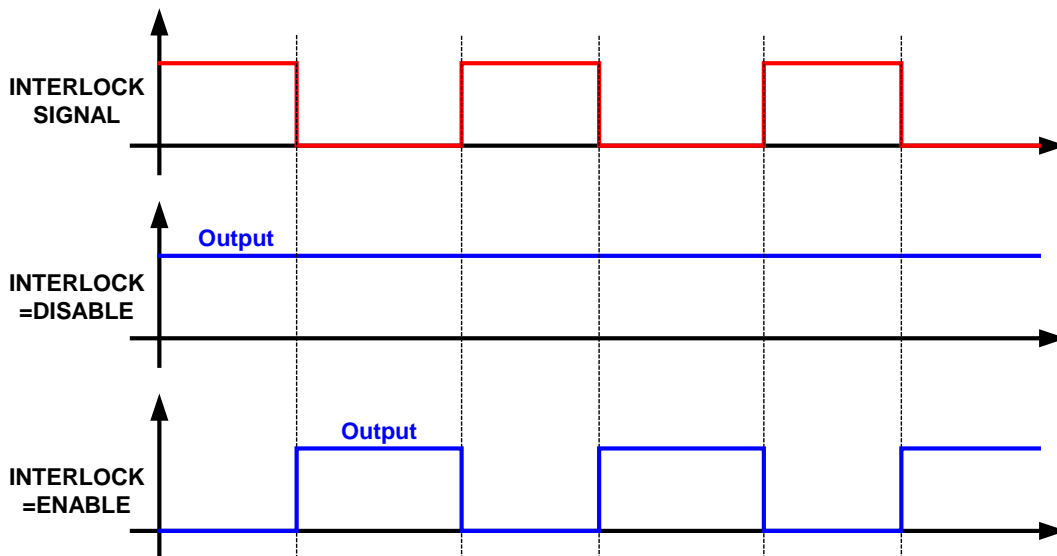 INTERLOCK
SIGNAL
Output
INTERLOCK
=DISABLE
Output
INTERLOCK
=ENABLE